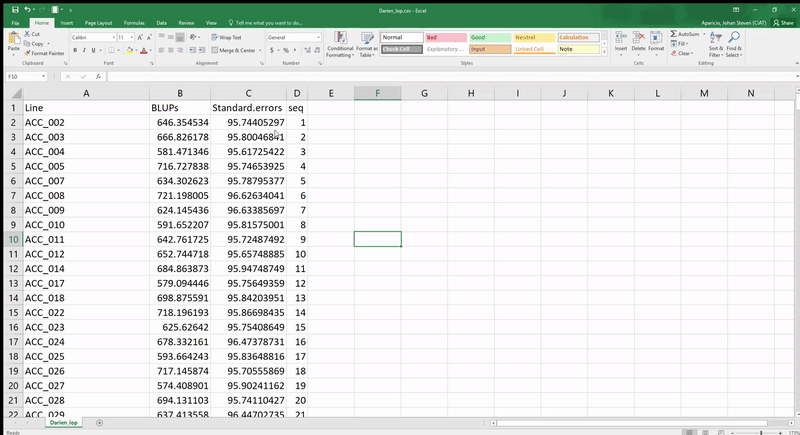 Darien_lop.csv - Excel
Aparicio, Johan Steven (CIAT)
Share
File Home Insert Page Layout Formulas Data Review View Tell me what you want to do...
Paste
Cut
Copy
Format Painter
Clipboard
Calibri 11
Font
Wrap Text
Merge & Center
Alignment
General
Number
Conditional Formatting
Format as Table
Normal Bad Good Neutral Calculation
Check Cell Explanatory ... Input Linked Cell Note
Styles
Insert Delete Format
Cells
AutoSum
Fill
Clear
Sort & Filter
Find & Select
Editing
F10
A B C D E F G H I J K L M N
1 Line BLUPs Standard.errors seq
2 ACC_002 646.354534 95.74405297 1
3 ACC_003 666.826178 95.80046841 2
4 ACC_004 581.471346 95.61725422 3
5 ACC_005 716.727838 95.74653925 4
6 ACC_007 634.302623 95.78795377 5
7 ACC_008 721.198005 96.62634041 6
8 ACC_009 624.145436 96.63385697 7
9 ACC_010 591.652207 95.81575001 8
10 ACC_011 642.761725 95.72487492 9
11 ACC_012 652.744718 95.65748885 10
12 ACC_014 684.863873 95.94748749 11
13 ACC_017 579.094446 95.75649359 12
14 ACC_018 698.875591 95.84203951 13
15 ACC_022 718.196193 95.86698435 14
16 ACC_023 625.62642 95.75408649 15
17 ACC_024 678.332161 96.47378731 16
18 ACC_025 593.664243 95.83648816 17
19 ACC_026 717.145874 95.70555869 18
20 ACC_027 574.408901 95.90241162 19
21 ACC_028 694.131103 95.74110427 20
22 ACC_029 637.413558 96.44702735 21
Darien_lop
175%